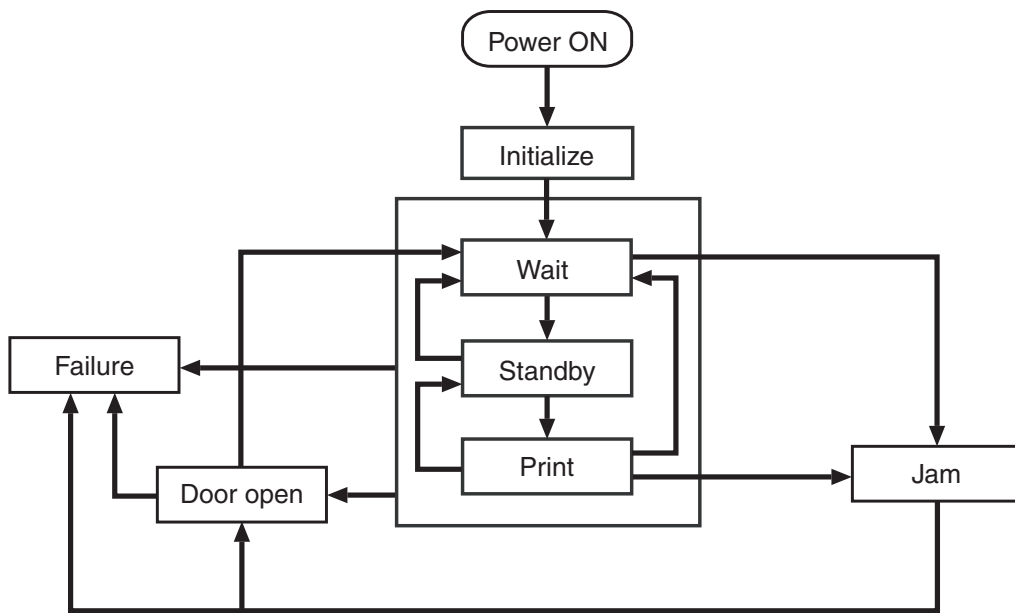 Power ON
Initialize
Wait
Failure
Standby
Print
Door open
Jam